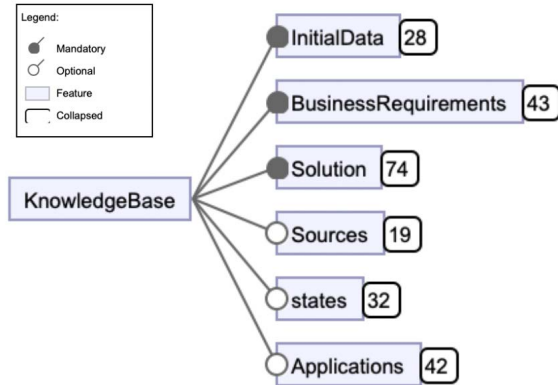 Legend:
Mandatory
Optional
Feature
Collapsed
KnowledgeBase
InitialData 28
BusinessRequirements 43
Solution 74
Sources 19
states 32
Applications 42